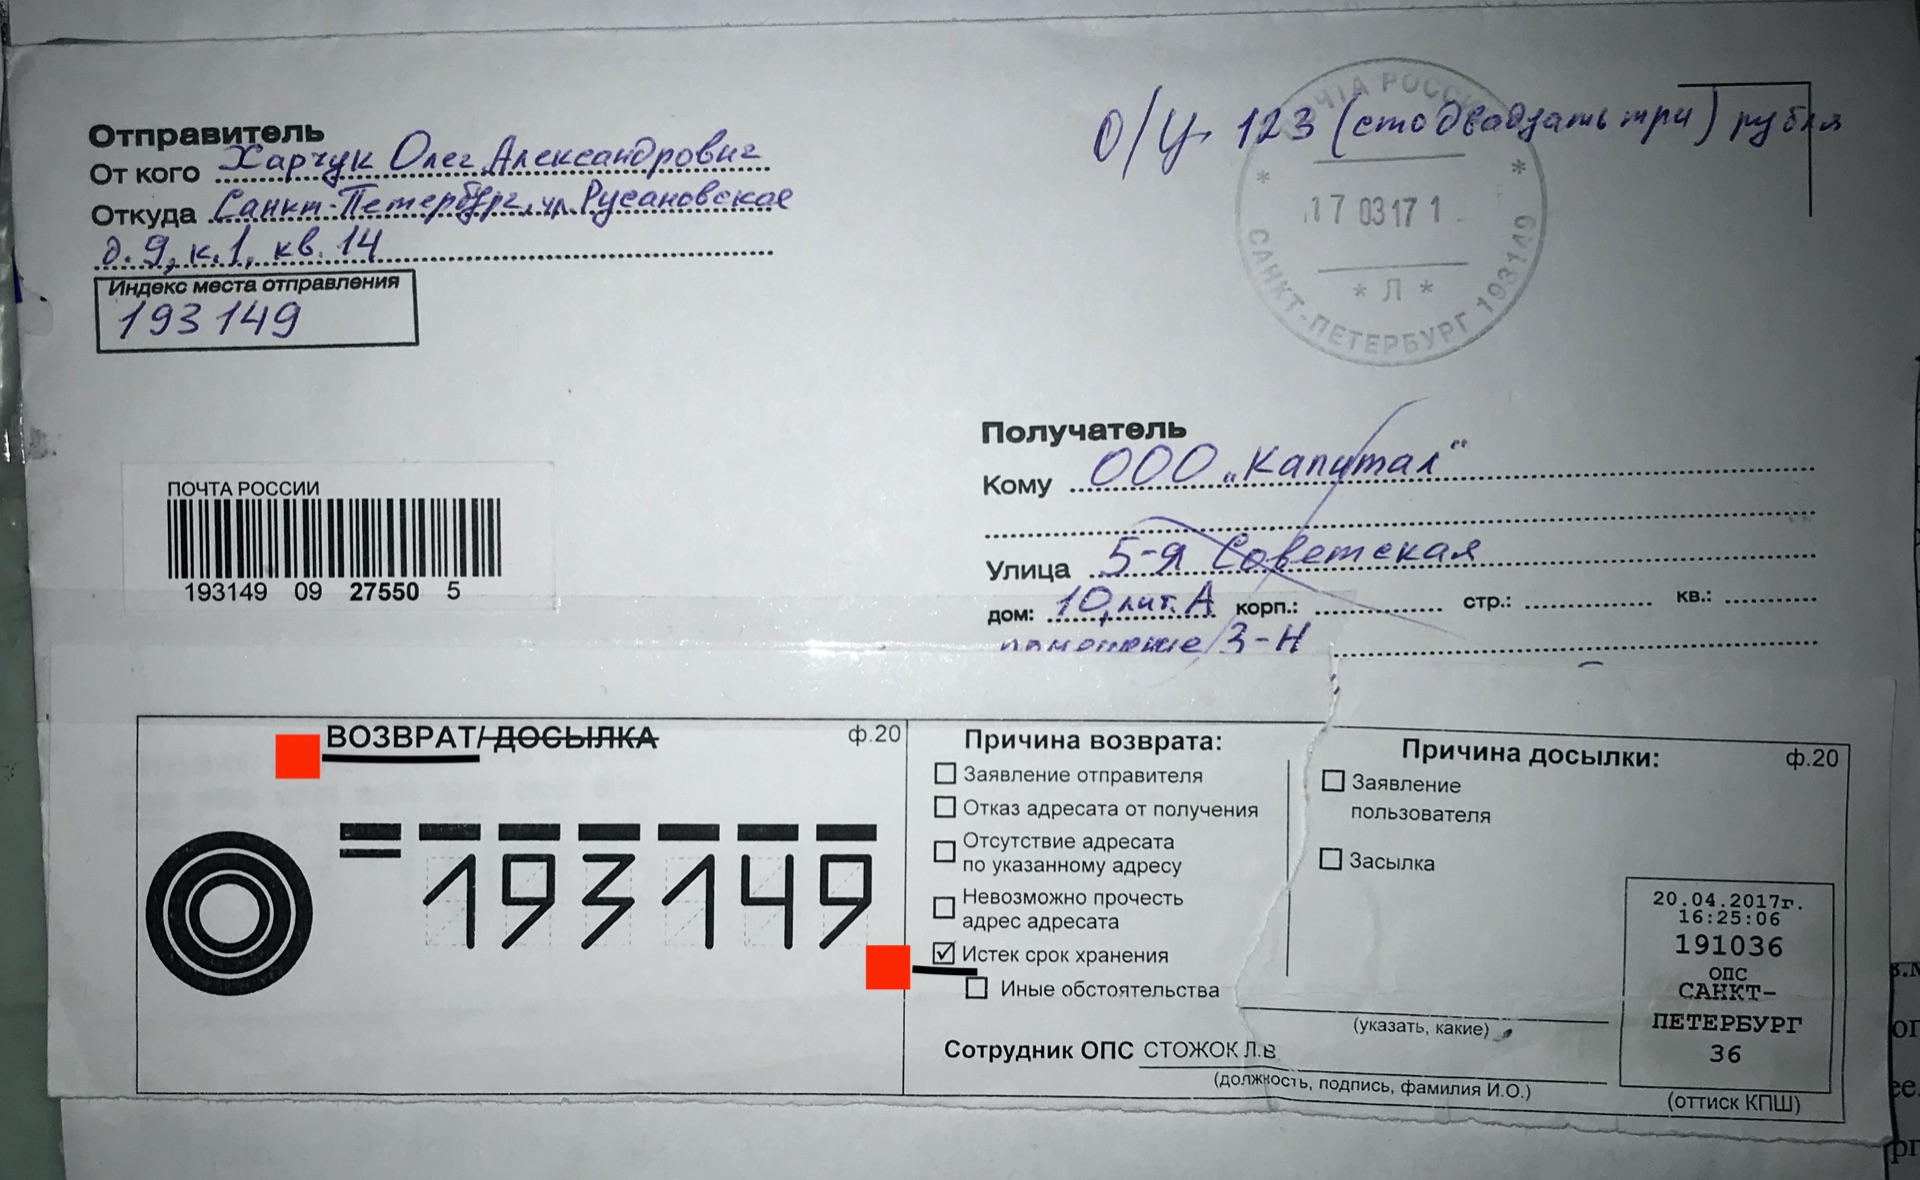 Отправитель
От кого Харчук Олег Александрович
Откуда Санкт-Петербург, ул. Русановская
д. 9, к. 1, кв. 14
Индекс места отправления
193149
О/Ц. 123 (сто двадцать три) рубля
ПОЧТА РОССИИ
17 03 17 1
* Л *
САНКТ-ПЕТЕРБУРГ 193149
Получатель
Кому ООО „Капитал“
Улица 5-я Советская
дом: 10, лит. А корп.: стр.: кв.:
помещение 3-Н
ПОЧТА РОССИИ
193149 09 27550 5
ВОЗВРАТ/ДОСЫЛКА ф.20
193149
Причина возврата:
Заявление отправителя
Отказ адресата от получения
Отсутствие адресата
по указанному адресу
Невозможно прочесть
адрес адресата
Истек срок хранения
Иные обстоятельства
(указать, какие)
Причина досылки: ф.20
Заявление
пользователя
Засылка
Сотрудник ОПС СТОЖОК Л.В
(должность, подпись, фамилия И.О.)
20.04.2017г.
16:25:06
191036
ОПС
САНКТ-
ПЕТЕРБУРГ
36
(оттиск КПШ)